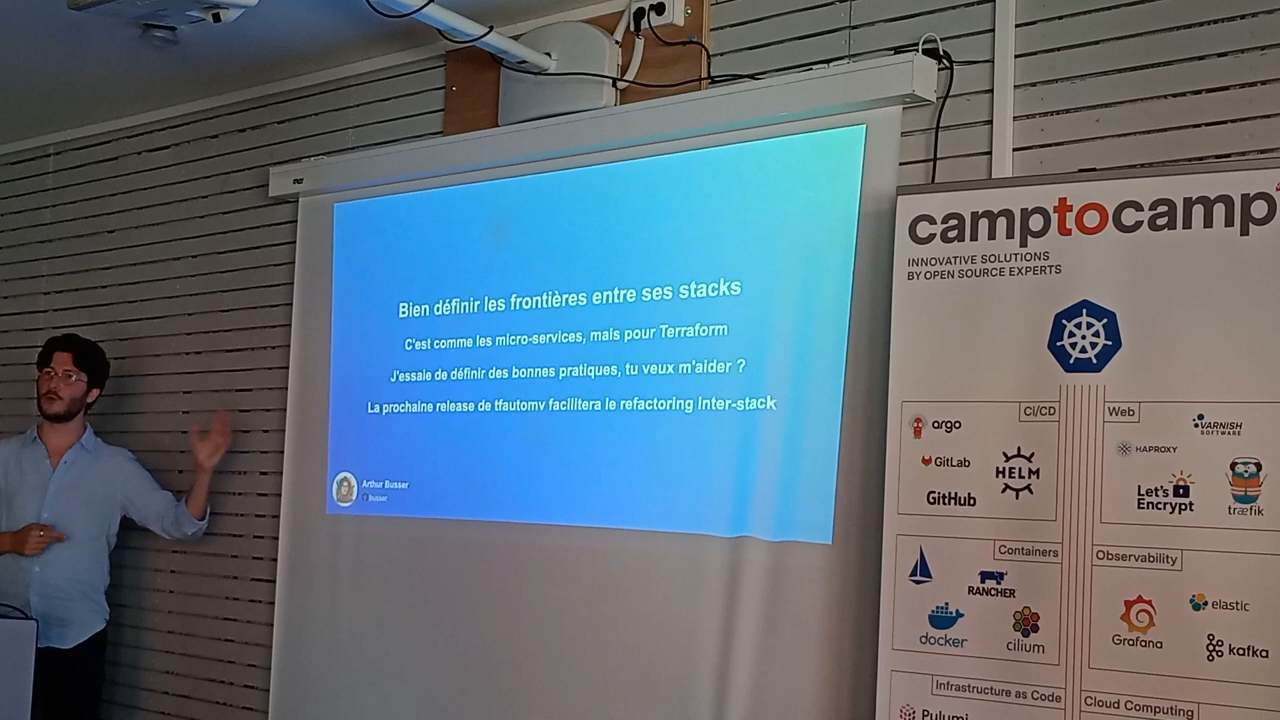 Bien définir les frontières entre ses stacks
C'est comme les micro-services, mais pour Terraform
J'essaie de définir des bonnes pratiques, tu veux m'aider ?
La prochaine release de tfautomv facilitera le refactoring inter-stack
Arthur Busser
busser
camptocamp
INNOVATIVE SOLUTIONS
BY OPEN SOURCE EXPERTS
Ci/CD
argo
GitLab
HELM
GitHub
Web
VARNISH
SOFTWARE
HAPROXY
Let's
Encrypt
træfik
Containers
RANCHER
docker
cilium
Observability
Grafana
elastic
kafka
Infrastructure as Code
Pulumi
Cloud Computing